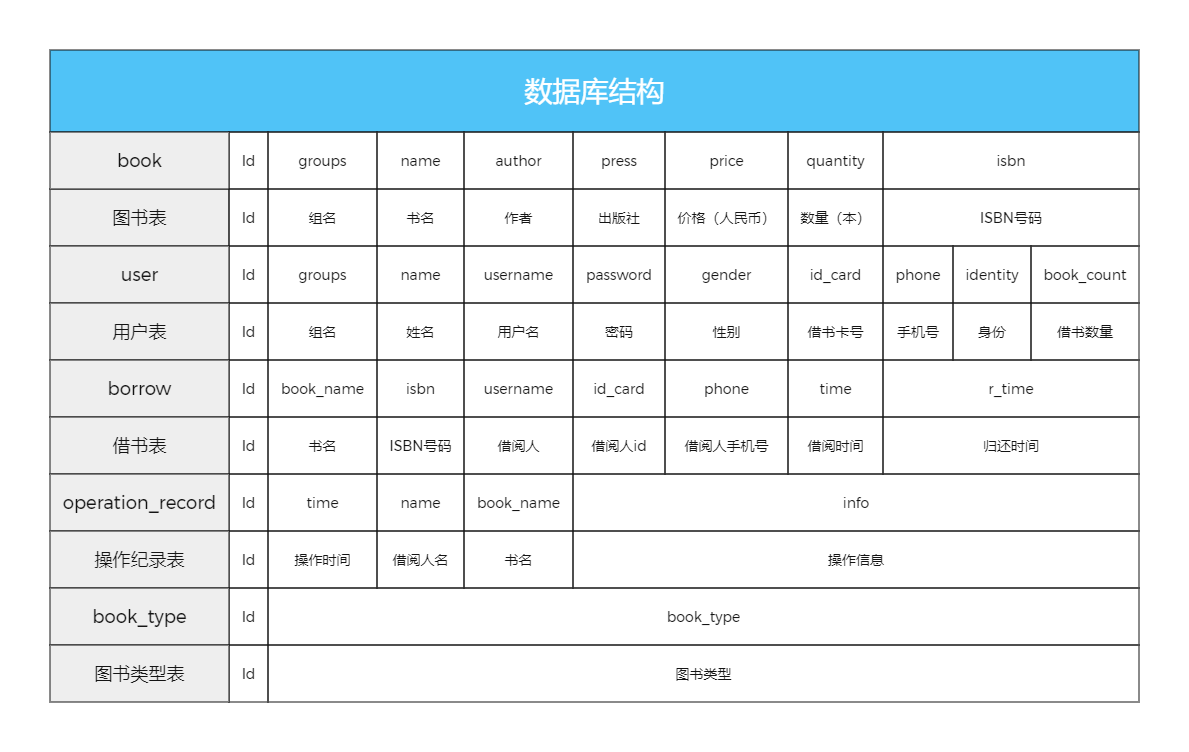 数据库结构
book Id groups name author press price quantity isbn
图书表 Id 组名 书名 作者 出版社 价格（人民币） 数量（本） ISBN号码
user Id groups name username password gender id_card phone identity book_count
用户表 Id 组名 姓名 用户名 密码 性别 借书卡号 手机号 身份 借书数量
borrow Id book_name isbn username id_card phone time r_time
借书表 Id 书名 ISBN号码 借阅人 借阅人id 借阅人手机号 借阅时间 归还时间
operation_record Id time name book_name info
操作纪录表 Id 操作时间 借阅人名 书名 操作信息
book_type Id book_type
图书类型表 Id 图书类型